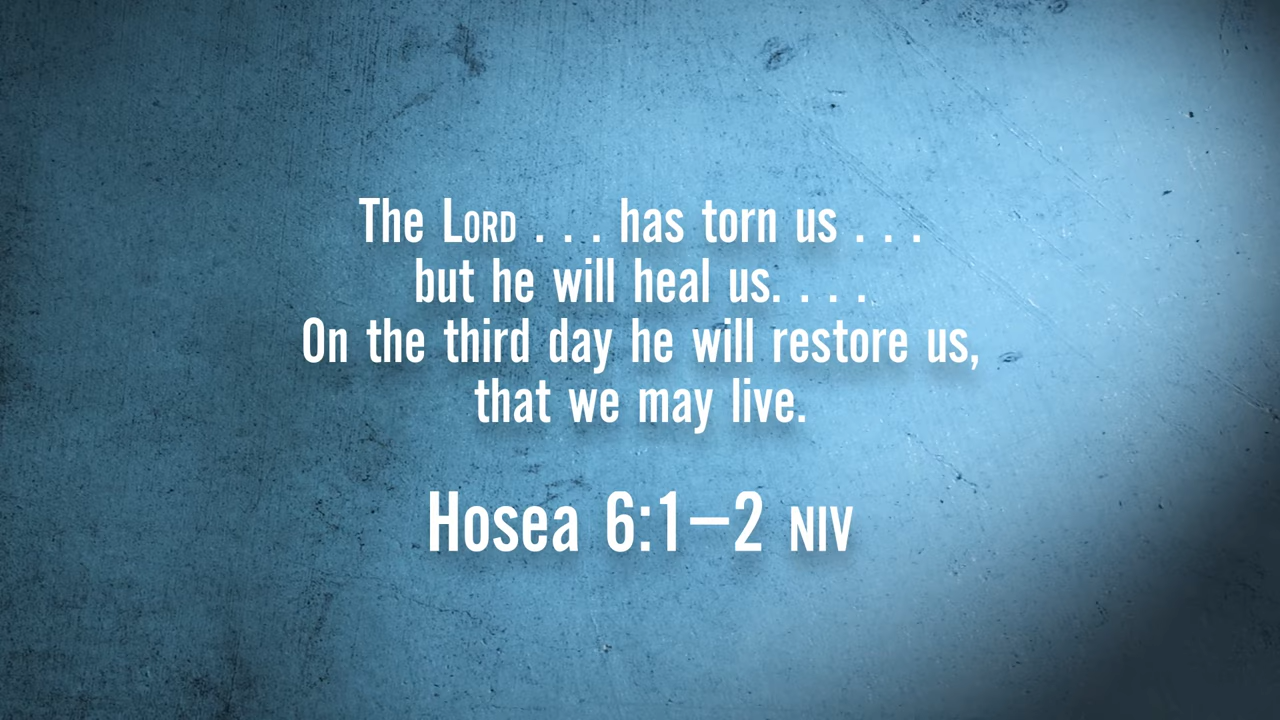 The LORD . . . has torn us . . .
but he will heal us. . . .
On the third day he will restore us,
that we may live.
Hosea 6:1–2 NIV